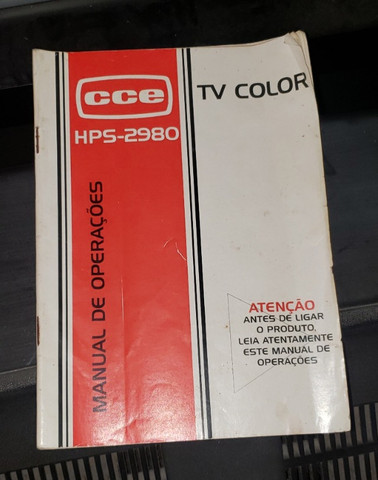 cce
HPS-2980
TV COLOR
MANUAL DE OPERAÇÕES
ATENÇÃO
ANTES DE LIGAR
O PRODUTO,
LEIA ATENTAMENTE
ESTE MANUAL DE
OPERAÇÕES